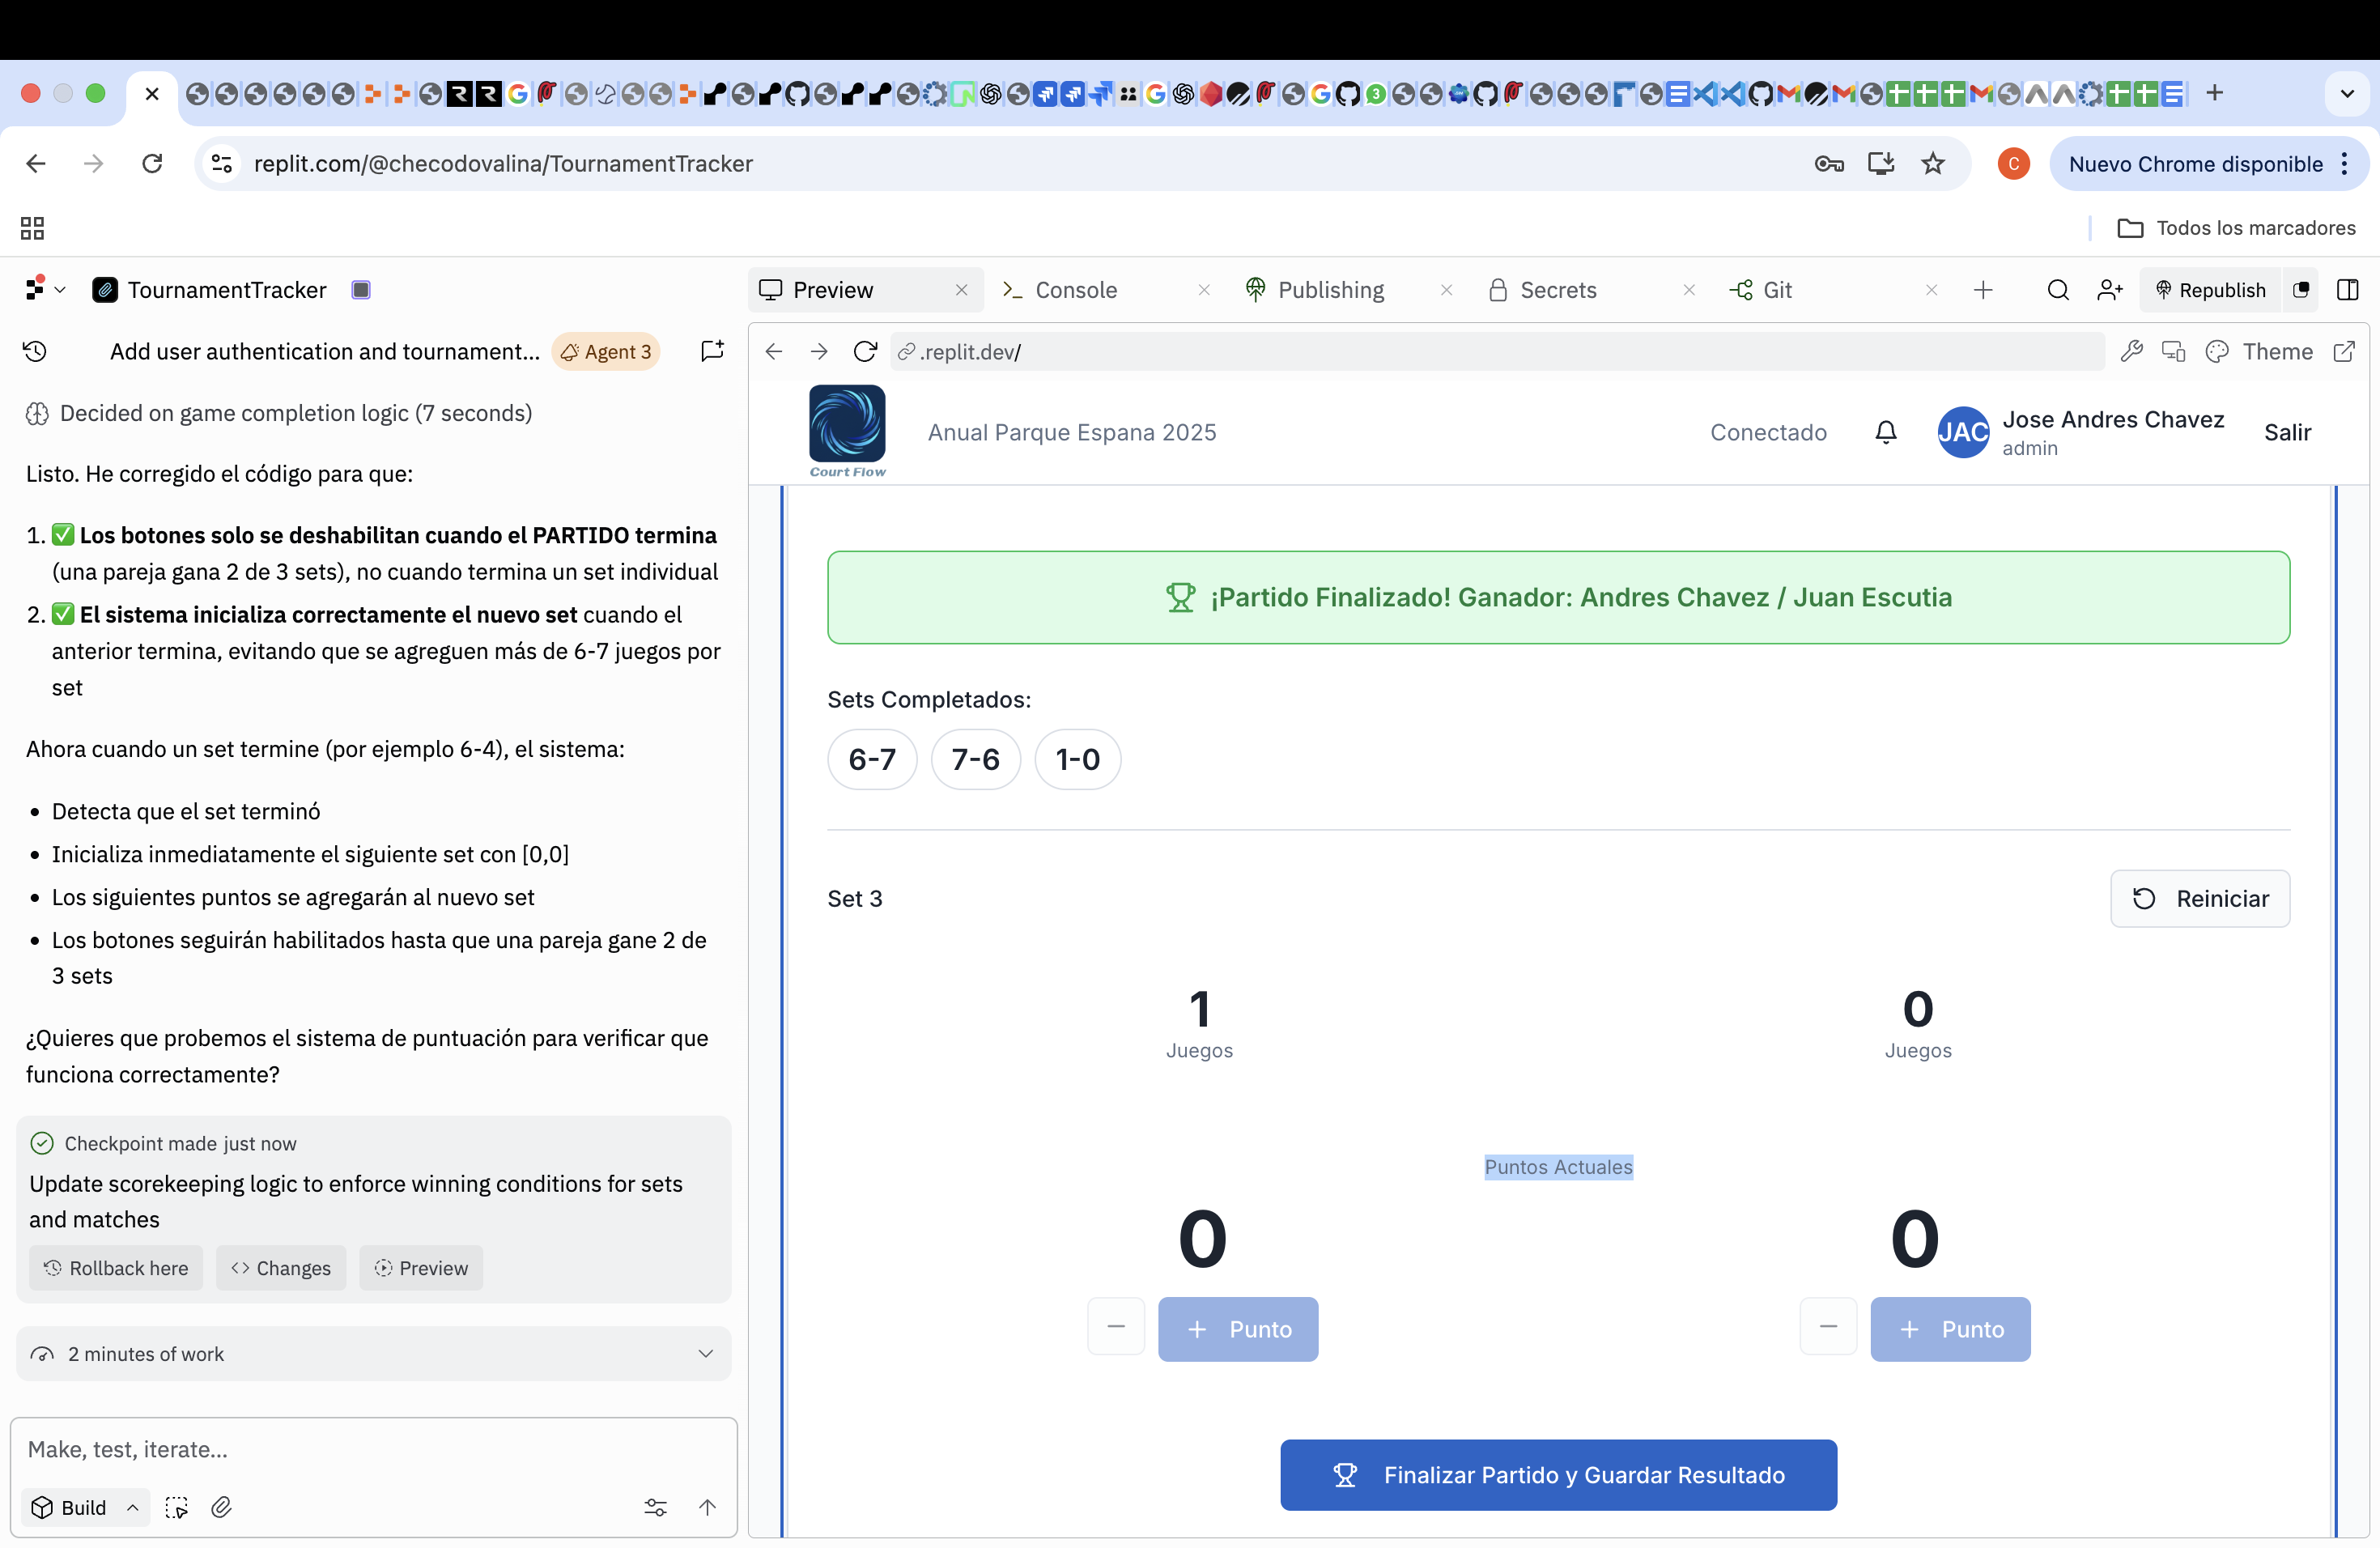 replit.com/@checodovalina/TournamentTracker
C
Nuevo Chrome disponible
Todos los marcadores
TournamentTracker
Preview
Console
Publishing
Secrets
Git
Republish
Add user authentication and tournament...
Agent 3
.replit.dev/
Theme
Decided on game completion logic (7 seconds)
Listo. He corregido el código para que:
1. ✅ Los botones solo se deshabilitan cuando el PARTIDO termina
(una pareja gana 2 de 3 sets), no cuando termina un set individual
2. ✅ El sistema inicializa correctamente el nuevo set cuando el
anterior termina, evitando que se agreguen más de 6-7 juegos por
set
Ahora cuando un set termine (por ejemplo 6-4), el sistema:
• Detecta que el set terminó
• Inicializa inmediatamente el siguiente set con [0,0]
• Los siguientes puntos se agregarán al nuevo set
• Los botones seguirán habilitados hasta que una pareja gane 2 de
3 sets
¿Quieres que probemos el sistema de puntuación para verificar que
funciona correctamente?
Checkpoint made just now
Update scorekeeping logic to enforce winning conditions for sets
and matches
Rollback here
Changes
Preview
2 minutes of work
Make, test, iterate...
Build
Court Flow
Anual Parque Espana 2025
Conectado
JAC
Jose Andres Chavez
admin
Salir
¡Partido Finalizado! Ganador: Andres Chavez / Juan Escutia
Sets Completados:
6-7
7-6
1-0
Set 3
Reiniciar
1
Juegos
0
Juegos
Puntos Actuales
0
0
− + Punto
− + Punto
Finalizar Partido y Guardar Resultado